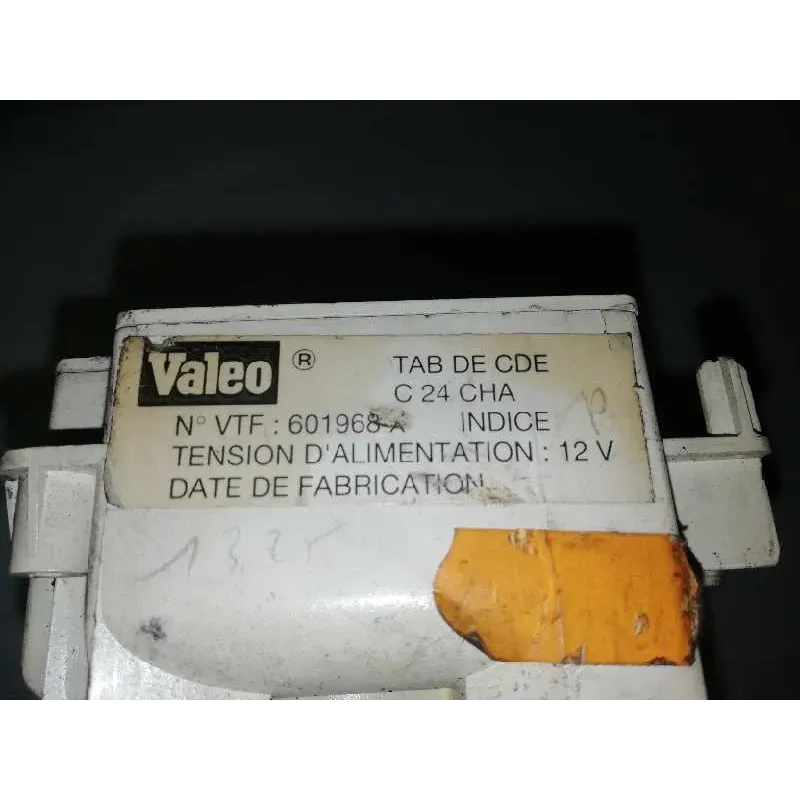 Valeo ® TAB DE CDE
C 24 CHA
N° VTF : 601968-X INDICE
TENSION D'ALIMENTATION : 12 V
DATE DE FABRICATION